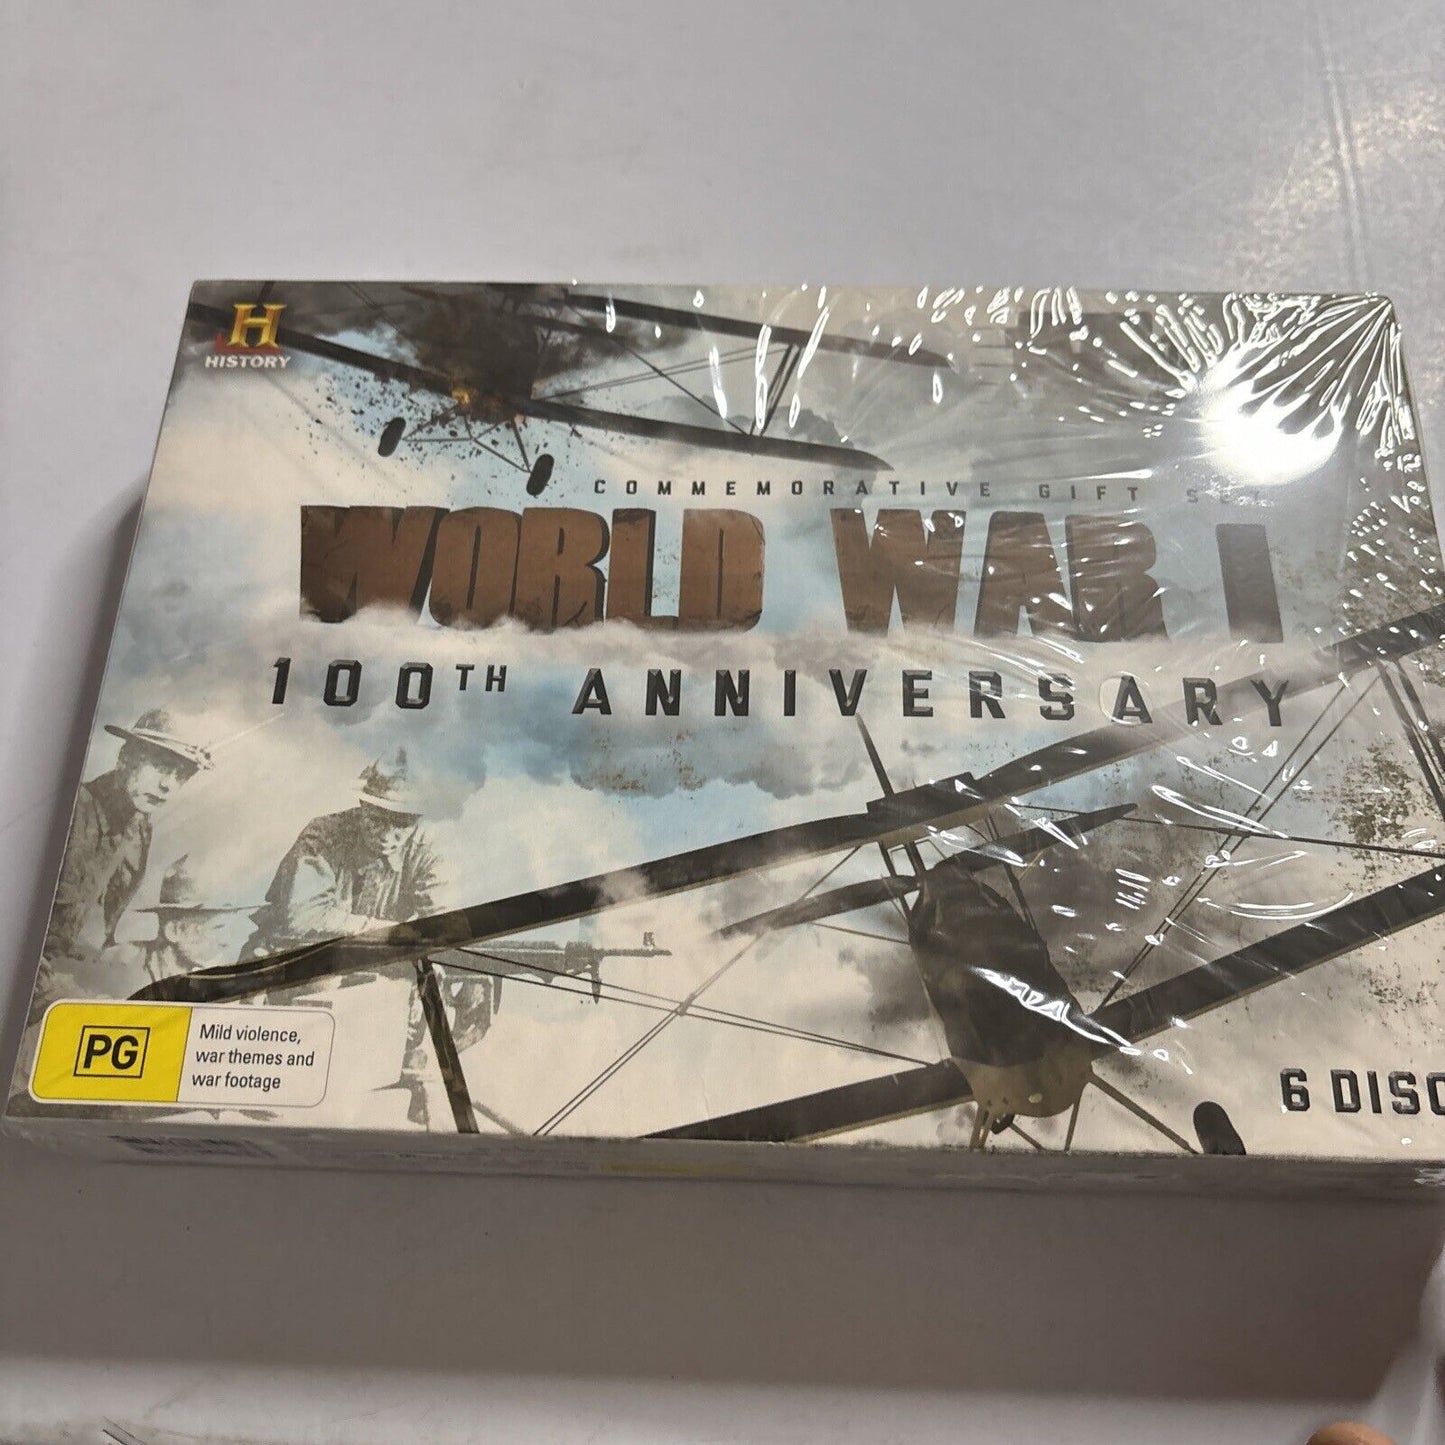 H
HISTORY
COMMEMORATIVE GIFT SET
WORLD WAR I
100TH ANNIVERSARY
PG
Mild violence,
war themes and
war footage
6 DISC